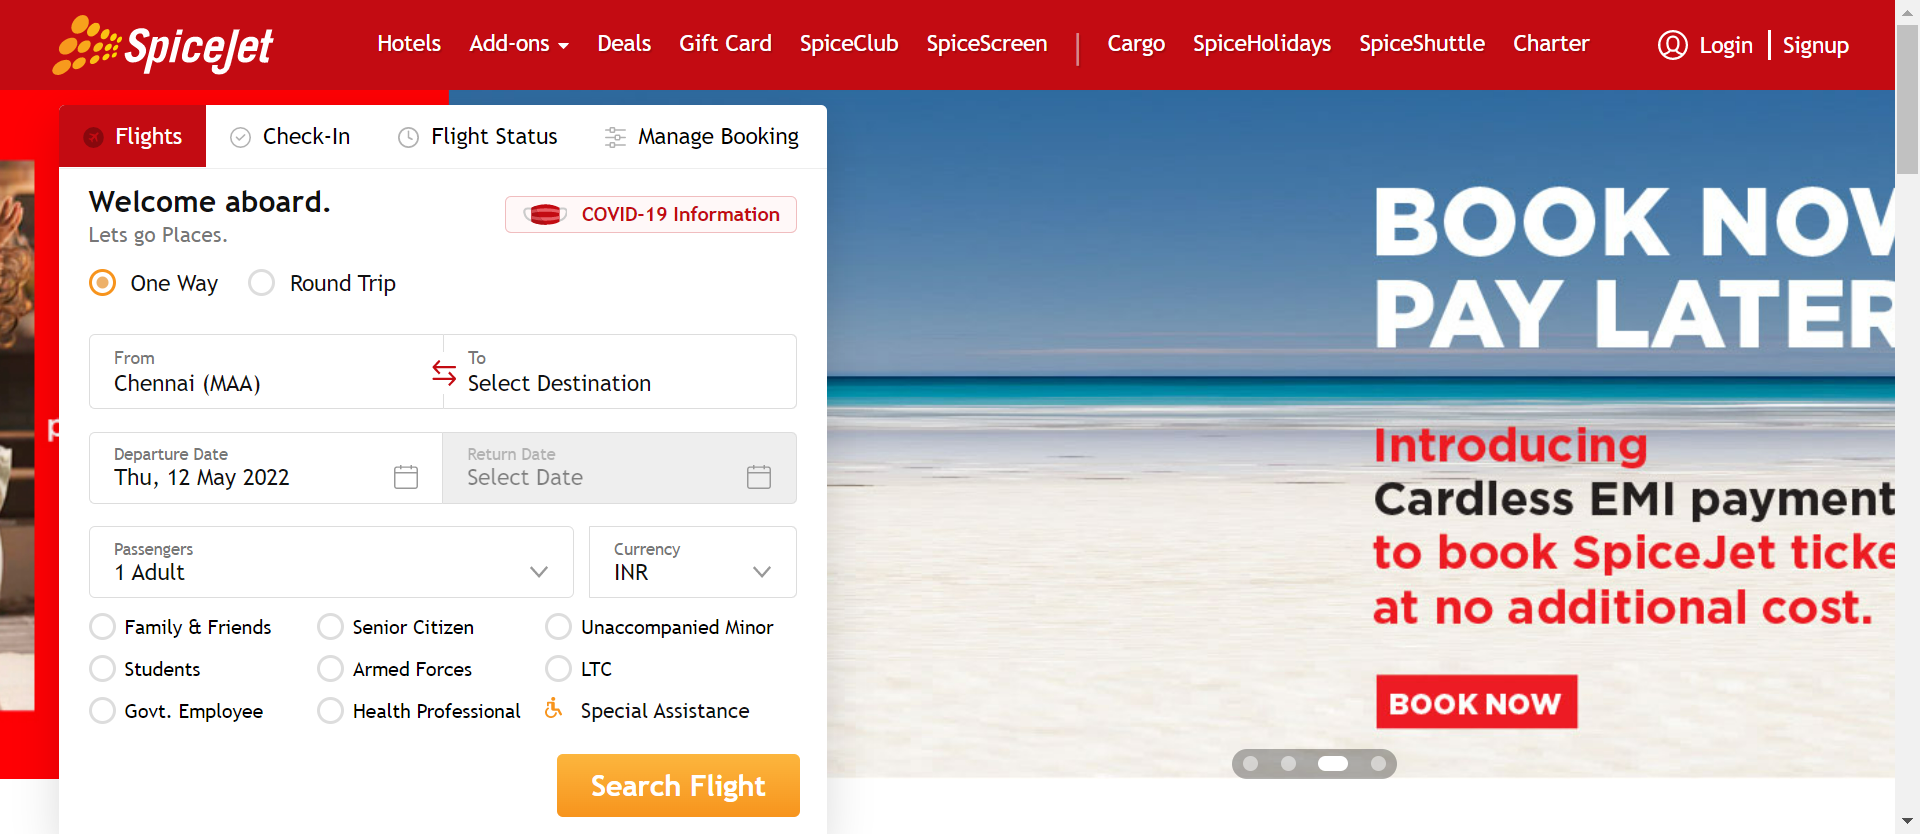 SpiceJet
Hotels Add-ons Deals Gift Card SpiceClub SpiceScreen | Cargo SpiceHolidays SpiceShuttle Charter Login | Signup
Flights Check-In Flight Status Manage Booking
Welcome aboard.
Lets go Places.
COVID-19 Information
One Way Round Trip
From
Chennai (MAA)
To
Select Destination
Departure Date
Thu, 12 May 2022
Return Date
Select Date
Passengers
1 Adult
Currency
INR
Family & Friends Senior Citizen Unaccompanied Minor
Students Armed Forces LTC
Govt. Employee Health Professional Special Assistance
Search Flight
BOOK NOW
PAY LATER
Introducing
Cardless EMI payment
to book SpiceJet ticke
at no additional cost.
BOOK NOW